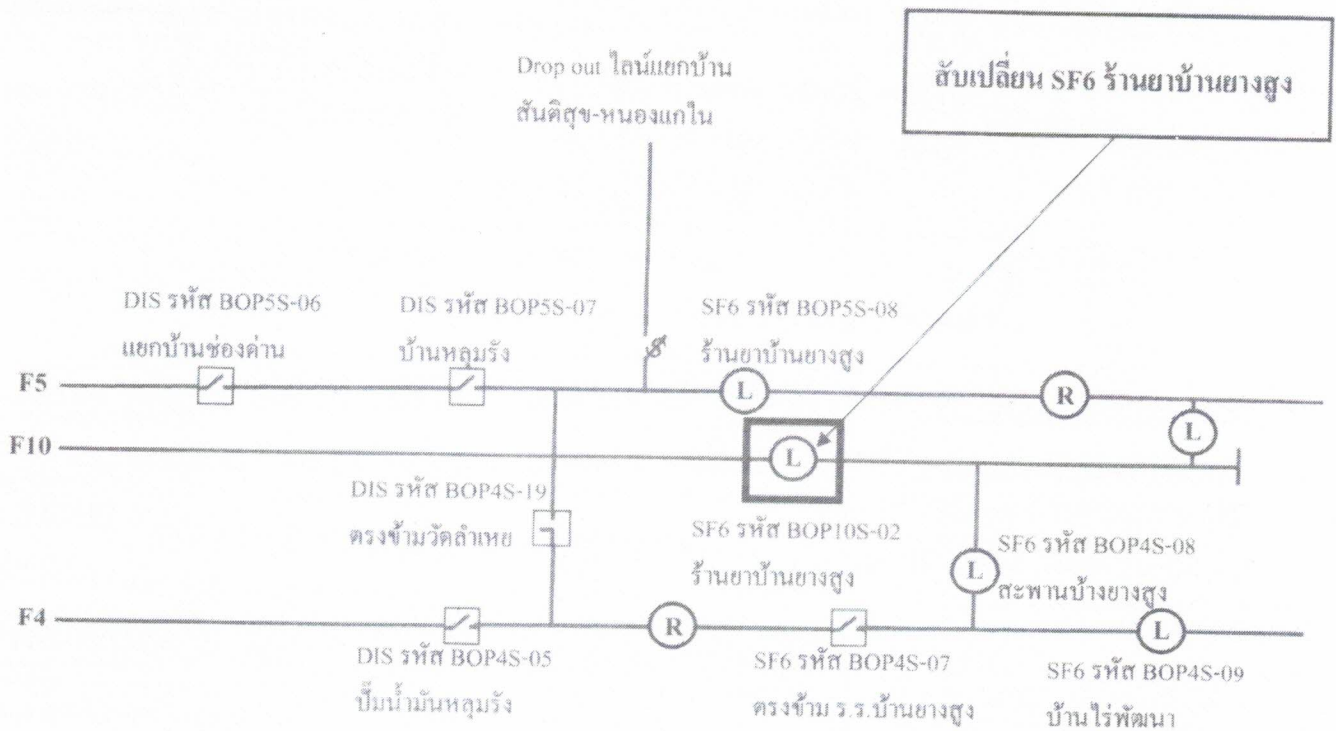 Drop out ไลน์แยกบ้าน
สันติสุข-หนองแกใน
สับเปลี่ยน SF6 ร้านยาบ้านยางสูง
DIS รหัส BOP5S-06
แยกบ้านช่องด่าน
DIS รหัส BOP5S-07
บ้านหลุมรัง
SF6 รหัส BOP5S-08
ร้านยาบ้านยางสูง
F5
L
R
L
F10
L
DIS รหัส BOP4S-19
ตรงข้ามวัดลำเหย
SF6 รหัส BOP10S-02
ร้านยาบ้านยางสูง
L
SF6 รหัส BOP4S-08
สะพานบ้างยางสูง
F4
R
L
DIS รหัส BOP4S-05
ปั๊มน้ำมันหลุมรัง
SF6 รหัส BOP4S-07
ตรงข้าม ร.ร.บ้านยางสูง
SF6 รหัส BOP4S-09
บ้านไร่พัฒนา